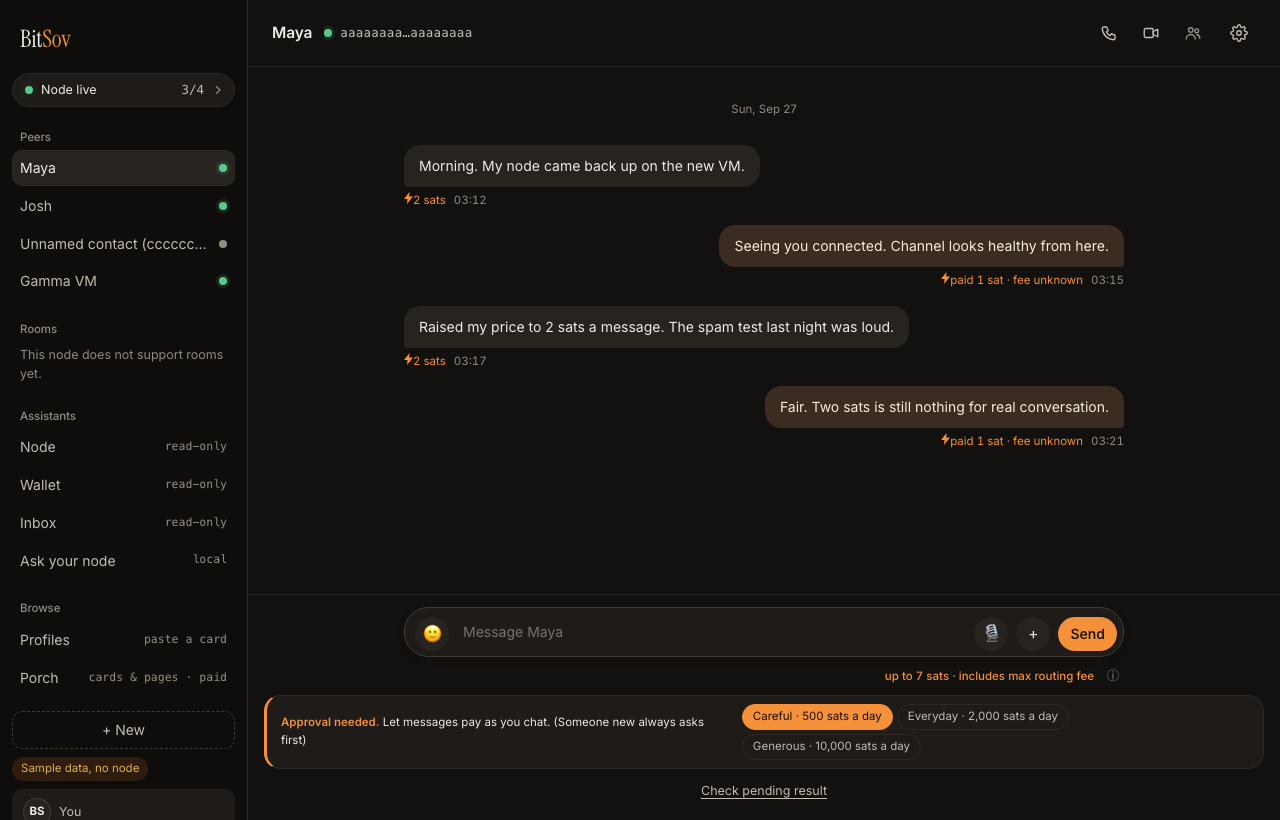 BitSov
Node live 3/4
Peers
Maya
Josh
Unnamed contact (cccccc…
Gamma VM
Rooms
This node does not support rooms
yet.
Assistants
Node read-only
Wallet read-only
Inbox read-only
Ask your node local
Browse
Profiles paste a card
Porch cards & pages · paid
+ New
Sample data, no node
BS You
Maya aaaaaaaa…aaaaaaaa
Sun, Sep 27
Morning. My node came back up on the new VM.
2 sats 03:12
Seeing you connected. Channel looks healthy from here.
paid 1 sat · fee unknown 03:15
Raised my price to 2 sats a message. The spam test last night was loud.
2 sats 03:17
Fair. Two sats is still nothing for real conversation.
paid 1 sat · fee unknown 03:21
Message Maya
+
Send
up to 7 sats · includes max routing fee ⓘ
Approval needed. Let messages pay as you chat. (Someone new always asks
first)
Careful · 500 sats a day
Everyday · 2,000 sats a day
Generous · 10,000 sats a day
Check pending result